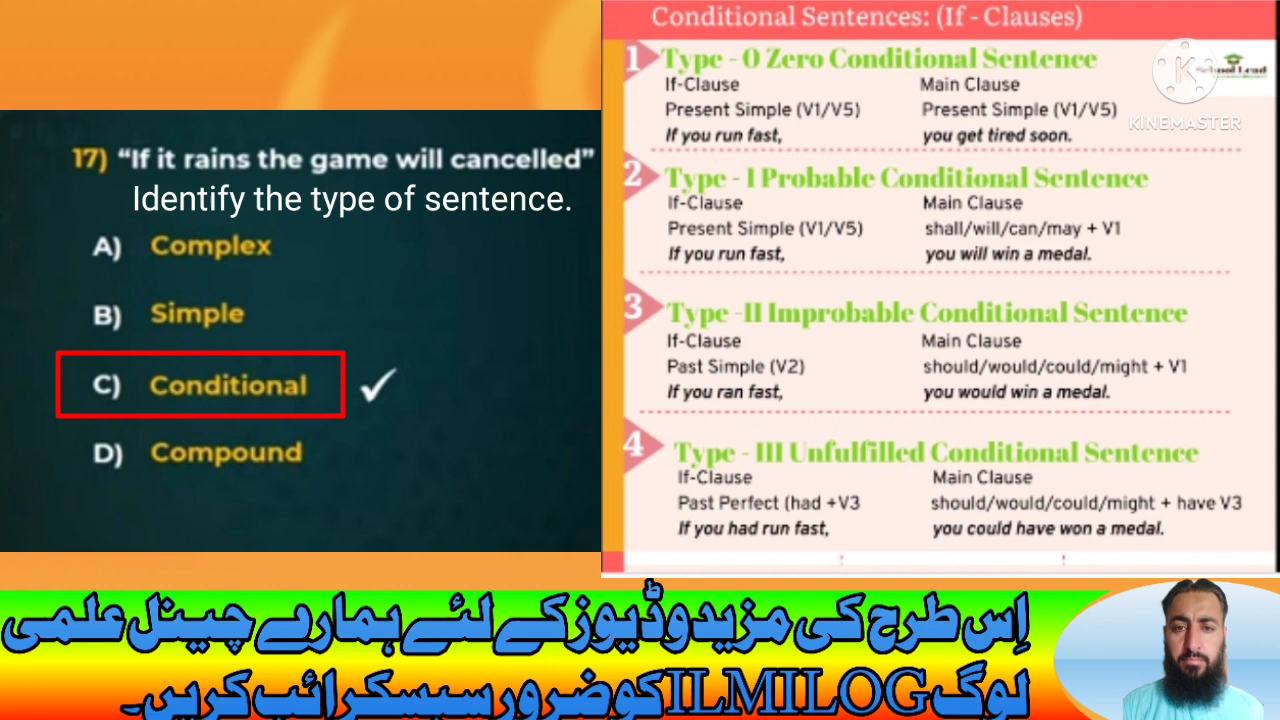 17) “If it rains the game will cancelled”
Identify the type of sentence.
A) Complex
B) Simple
C) Conditional
D) Compound
Conditional Sentences: (If - Clauses)
1 Type - 0 Zero Conditional Sentence
If-Clause Main Clause
Present Simple (V1/V5) Present Simple (V1/V5)
If you run fast, you get tired soon.
KINEMASTER
2 Type - I Probable Conditional Sentence
If-Clause Main Clause
Present Simple (V1/V5) shall/will/can/may + V1
If you run fast, you will win a medal.
3 Type -II Improbable Conditional Sentence
If-Clause Main Clause
Past Simple (V2) should/would/could/might + V1
If you ran fast, you would win a medal.
4 Type - III Unfulfilled Conditional Sentence
If-Clause Main Clause
Past Perfect (had +V3 should/would/could/might + have V3
If you had run fast, you could have won a medal.
اِس طرح کی مزید وڈیوز کے لئے ہمارے چینل علمی
لوگ ILMILOG کو ضرور سبسکرائب کریں۔